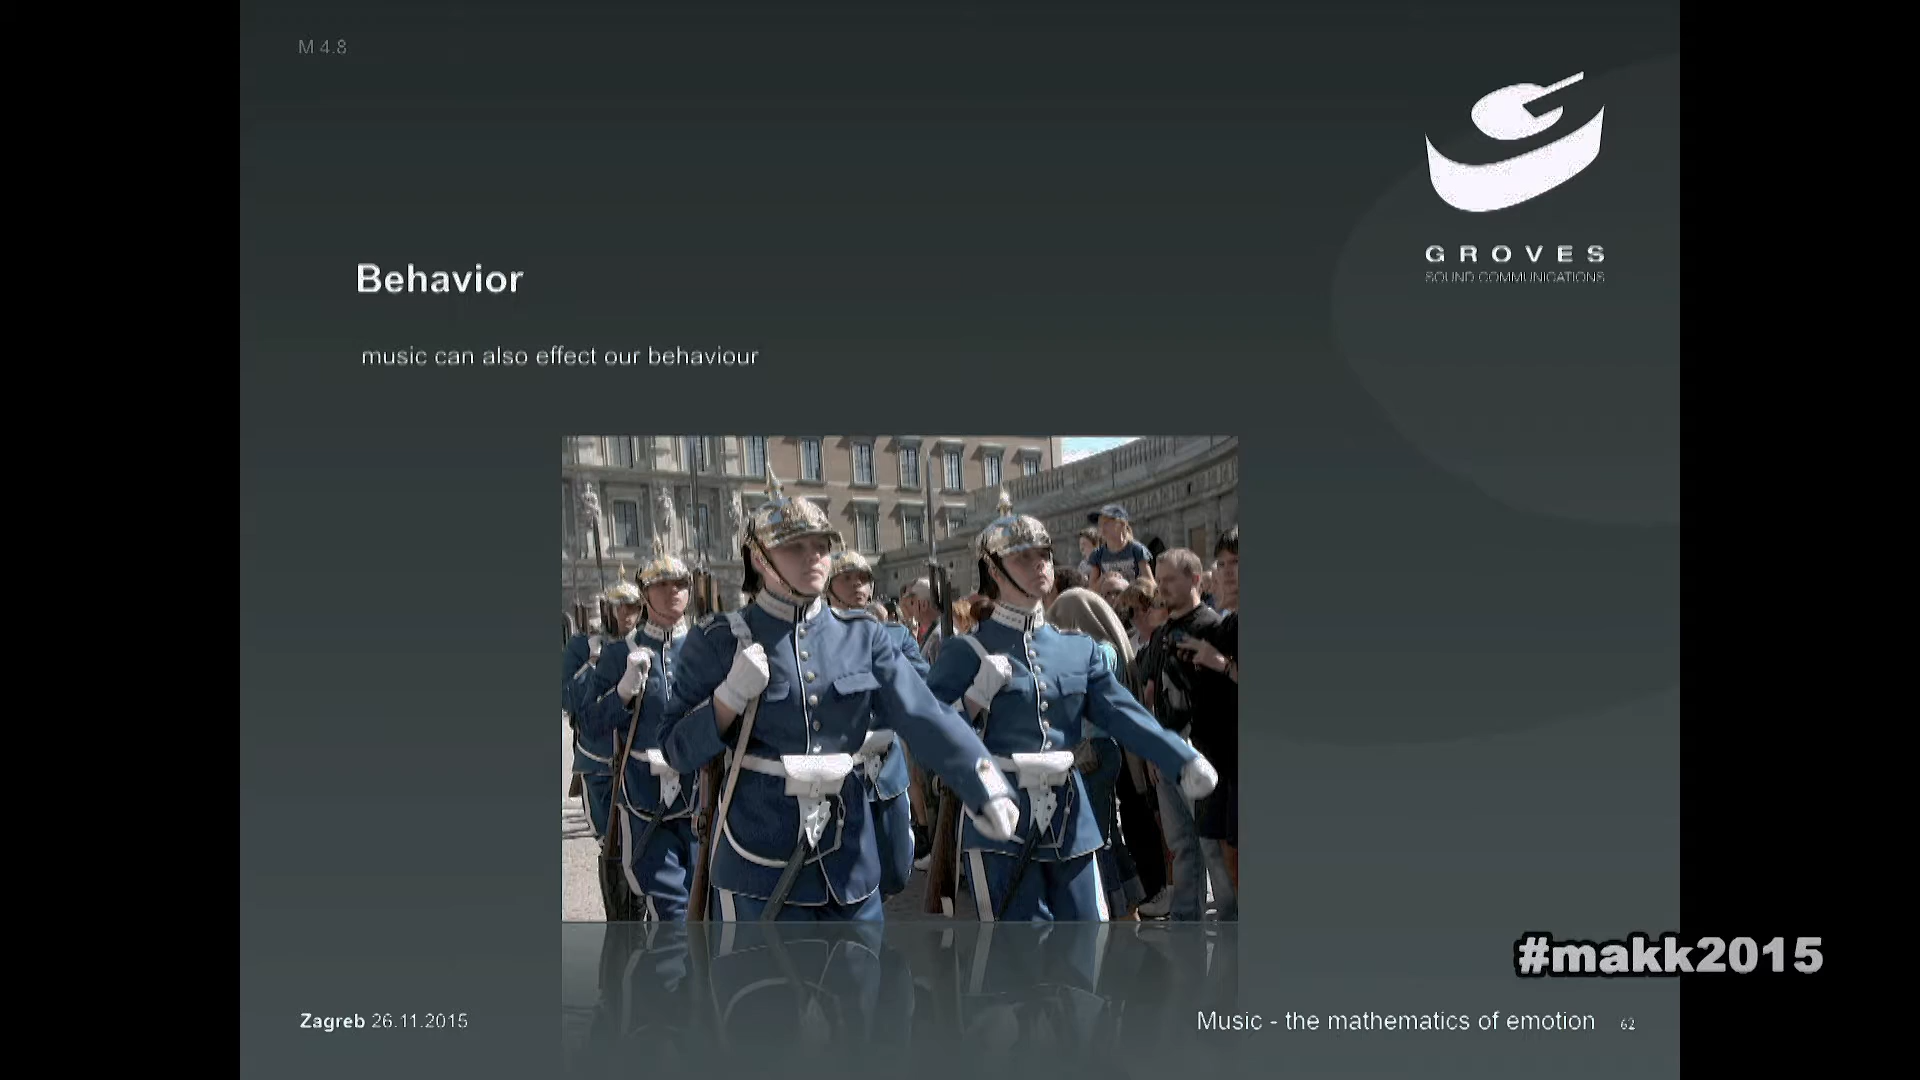 M 4.8
GROVES
SOUND COMMUNICATIONS
Behavior
music can also effect our behaviour
#makk2015
Zagreb 26.11.2015
Music - the mathematics of emotion 62